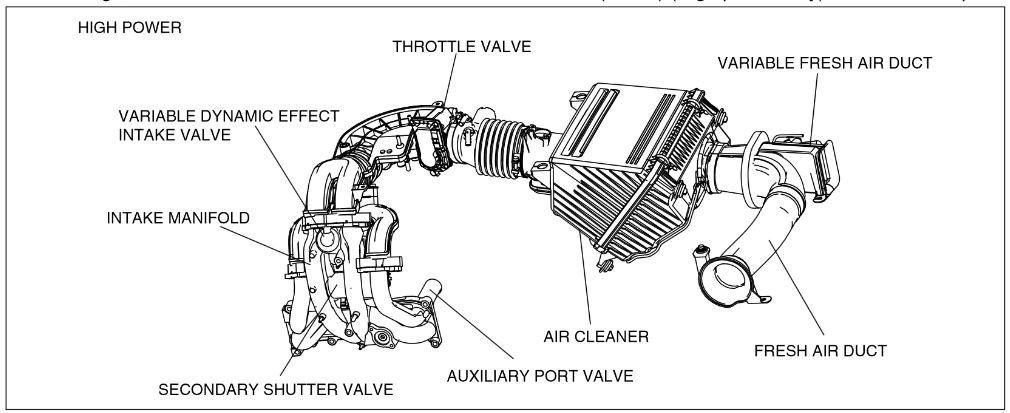 HIGH POWER
THROTTLE VALVE
VARIABLE FRESH AIR DUCT
VARIABLE DYNAMIC EFFECT
INTAKE VALVE
INTAKE MANIFOLD
AIR CLEANER
FRESH AIR DUCT
AUXILIARY PORT VALVE
SECONDARY SHUTTER VALVE